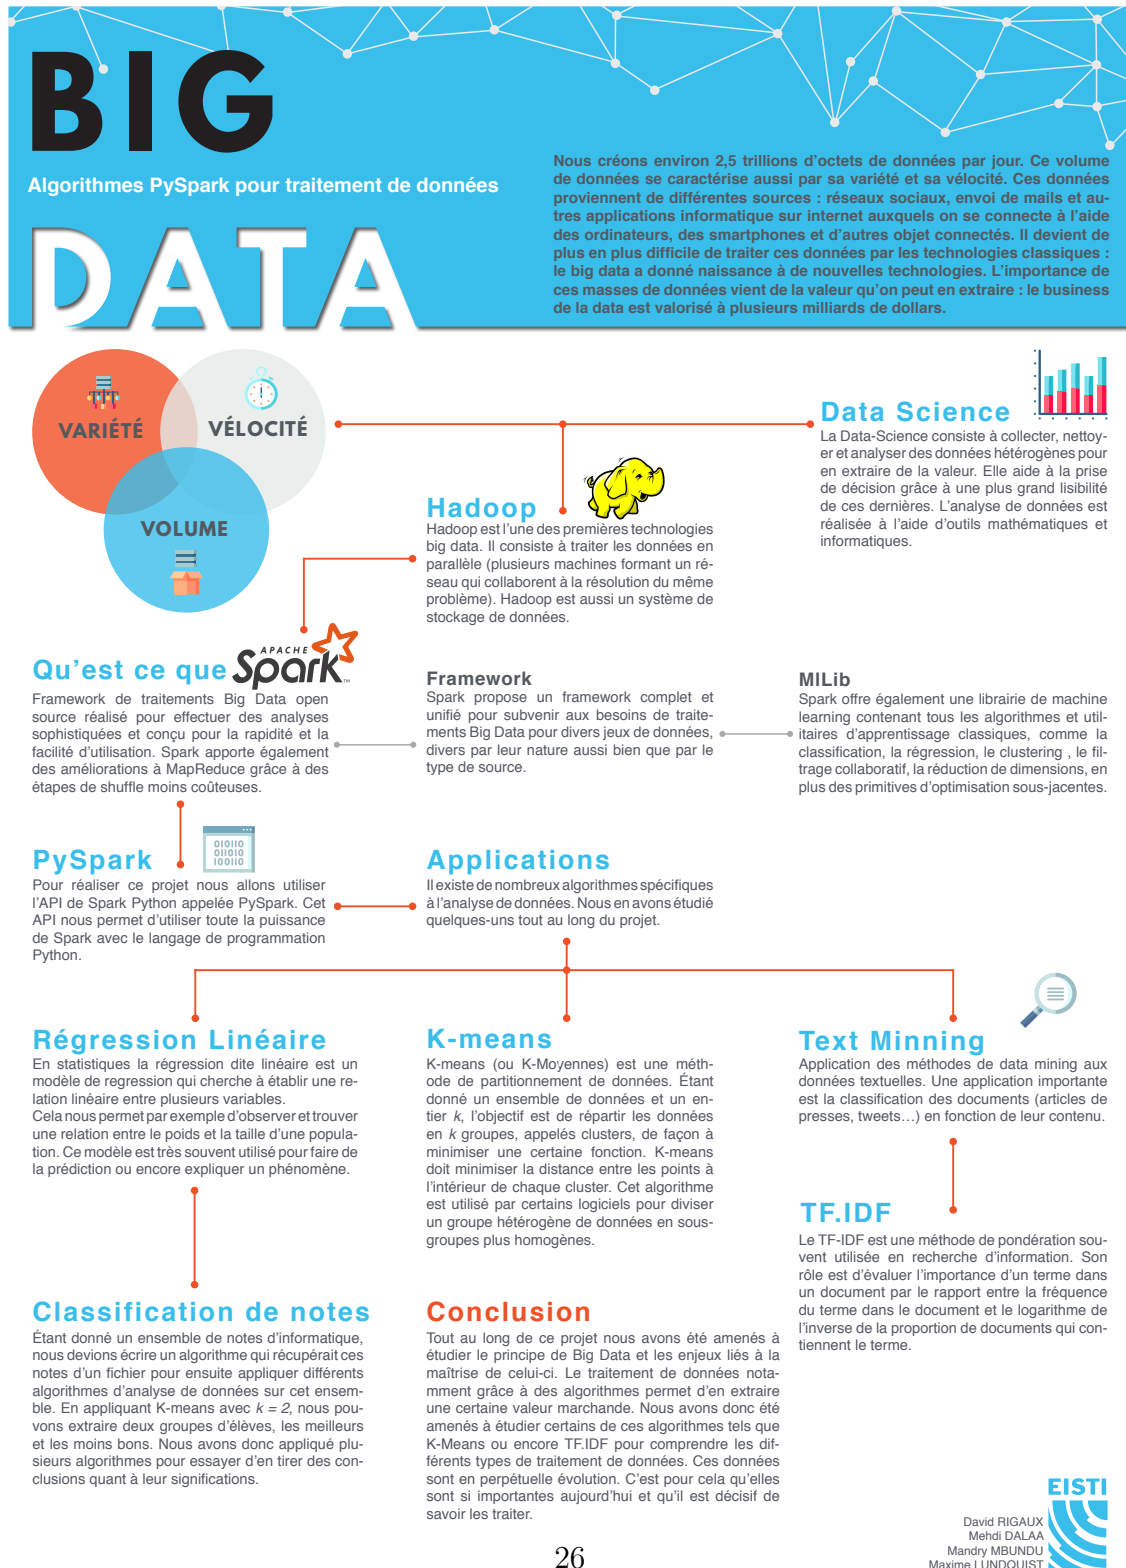 BIG
Algorithmes PySpark pour traitement de données
DATA
Nous créons environ 2,5 trillions d'octets de données par jour. Ce volume
de données se caractérise aussi par sa variété et sa vélocité. Ces données
proviennent de différentes sources : réseaux sociaux, envoi de mails et au-
tres applications informatique sur internet auxquels on se connecte à l'aide
des ordinateurs, des smartphones et d'autres objet connectés. Il devient de
plus en plus difficile de traiter ces données par les technologies classiques :
le big data a donné naissance à de nouvelles technologies. L'importance de
ces masses de données vient de la valeur qu'on peut en extraire : le business
de la data est valorisé à plusieurs milliards de dollars.
VARIÉTÉ
VÉLOCITÉ
VOLUME
Data Science
La Data-Science consiste à collecter, nettoy-
er et analyser des données hétérogènes pour
en extraire de la valeur. Elle aide à la prise
de décision grâce à une plus grand lisibilité
de ces dernières. L'analyse de données est
réalisée à l'aide d'outils mathématiques et
informatiques.
Hadoop
Hadoop est l'une des premières technologies
big data. Il consiste à traiter les données en
parallèle (plusieurs machines formant un ré-
seau qui collaborent à la résolution du même
problème). Hadoop est aussi un système de
stockage de données.
Qu'est ce que APACHE Spark™
Framework de traitements Big Data open
source réalisé pour effectuer des analyses
sophistiquées et conçu pour la rapidité et la
facilité d'utilisation. Spark apporte également
des améliorations à MapReduce grâce à des
étapes de shuffle moins coûteuses.
Framework
Spark propose un framework complet et
unifié pour subvenir aux besoins de traite-
ments Big Data pour divers jeux de données,
divers par leur nature aussi bien que par le
type de source.
MlLib
Spark offre également une librairie de machine
learning contenant tous les algorithmes et util-
itaires d'apprentissage classiques, comme la
classification, la régression, le clustering , le fil-
trage collaboratif, la réduction de dimensions, en
plus des primitives d'optimisation sous-jacentes.
PySpark
010110
011010
100110
Pour réaliser ce projet nous allons utiliser
l'API de Spark Python appelée PySpark. Cet
API nous permet d'utiliser toute la puissance
de Spark avec le langage de programmation
Python.
Applications
Il existe de nombreux algorithmes spécifiques
à l'analyse de données. Nous en avons étudié
quelques-uns tout au long du projet.
Régression Linéaire
En statistiques la régression dite linéaire est un
modèle de regression qui cherche à établir une re-
lation linéaire entre plusieurs variables.
Cela nous permet par exemple d'observer et trouver
une relation entre le poids et la taille d'une popula-
tion. Ce modèle est très souvent utilisé pour faire de
la prédiction ou encore expliquer un phénomène.
K-means
K-means (ou K-Moyennes) est une méth-
ode de partitionnement de données. Étant
donné un ensemble de données et un en-
tier k, l'objectif est de répartir les données
en k groupes, appelés clusters, de façon à
minimiser une certaine fonction. K-means
doit minimiser la distance entre les points à
l'intérieur de chaque cluster. Cet algorithme
est utilisé par certains logiciels pour diviser
un groupe hétérogène de données en sous-
groupes plus homogènes.
Text Minning
Application des méthodes de data mining aux
données textuelles. Une application importante
est la classification des documents (articles de
presses, tweets…) en fonction de leur contenu.
TF.IDF
Le TF-IDF est une méthode de pondération sou-
vent utilisée en recherche d'information. Son
rôle est d'évaluer l'importance d'un terme dans
un document par le rapport entre la fréquence
du terme dans le document et le logarithme de
l'inverse de la proportion de documents qui con-
tiennent le terme.
Classification de notes
Étant donné un ensemble de notes d'informatique,
nous devions écrire un algorithme qui récupérait ces
notes d'un fichier pour ensuite appliquer différents
algorithmes d'analyse de données sur cet ensem-
ble. En appliquant K-means avec k = 2, nous pou-
vons extraire deux groupes d'élèves, les meilleurs
et les moins bons. Nous avons donc appliqué plu-
sieurs algorithmes pour essayer d'en tirer des con-
clusions quant à leur significations.
Conclusion
Tout au long de ce projet nous avons été amenés à
étudier le principe de Big Data et les enjeux liés à la
maîtrise de celui-ci. Le traitement de données nota-
mment grâce à des algorithms permet d'en extraire
une certaine valeur marchande. Nous avons donc été
amenés à étudier certains de ces algorithmes tels que
K-Means ou encore TF.IDF pour comprendre les dif-
férents types de traitement de données. Ces données
sont en perpétuelle évolution. C'est pour cela qu'elles
sont si importantes aujourd'hui et qu'il est décisif de
savoir les traiter.
EISTI
David RIGAUX
Mehdi DALAA
Mandry MBUNDU
Maxime LUNDQUIST
26